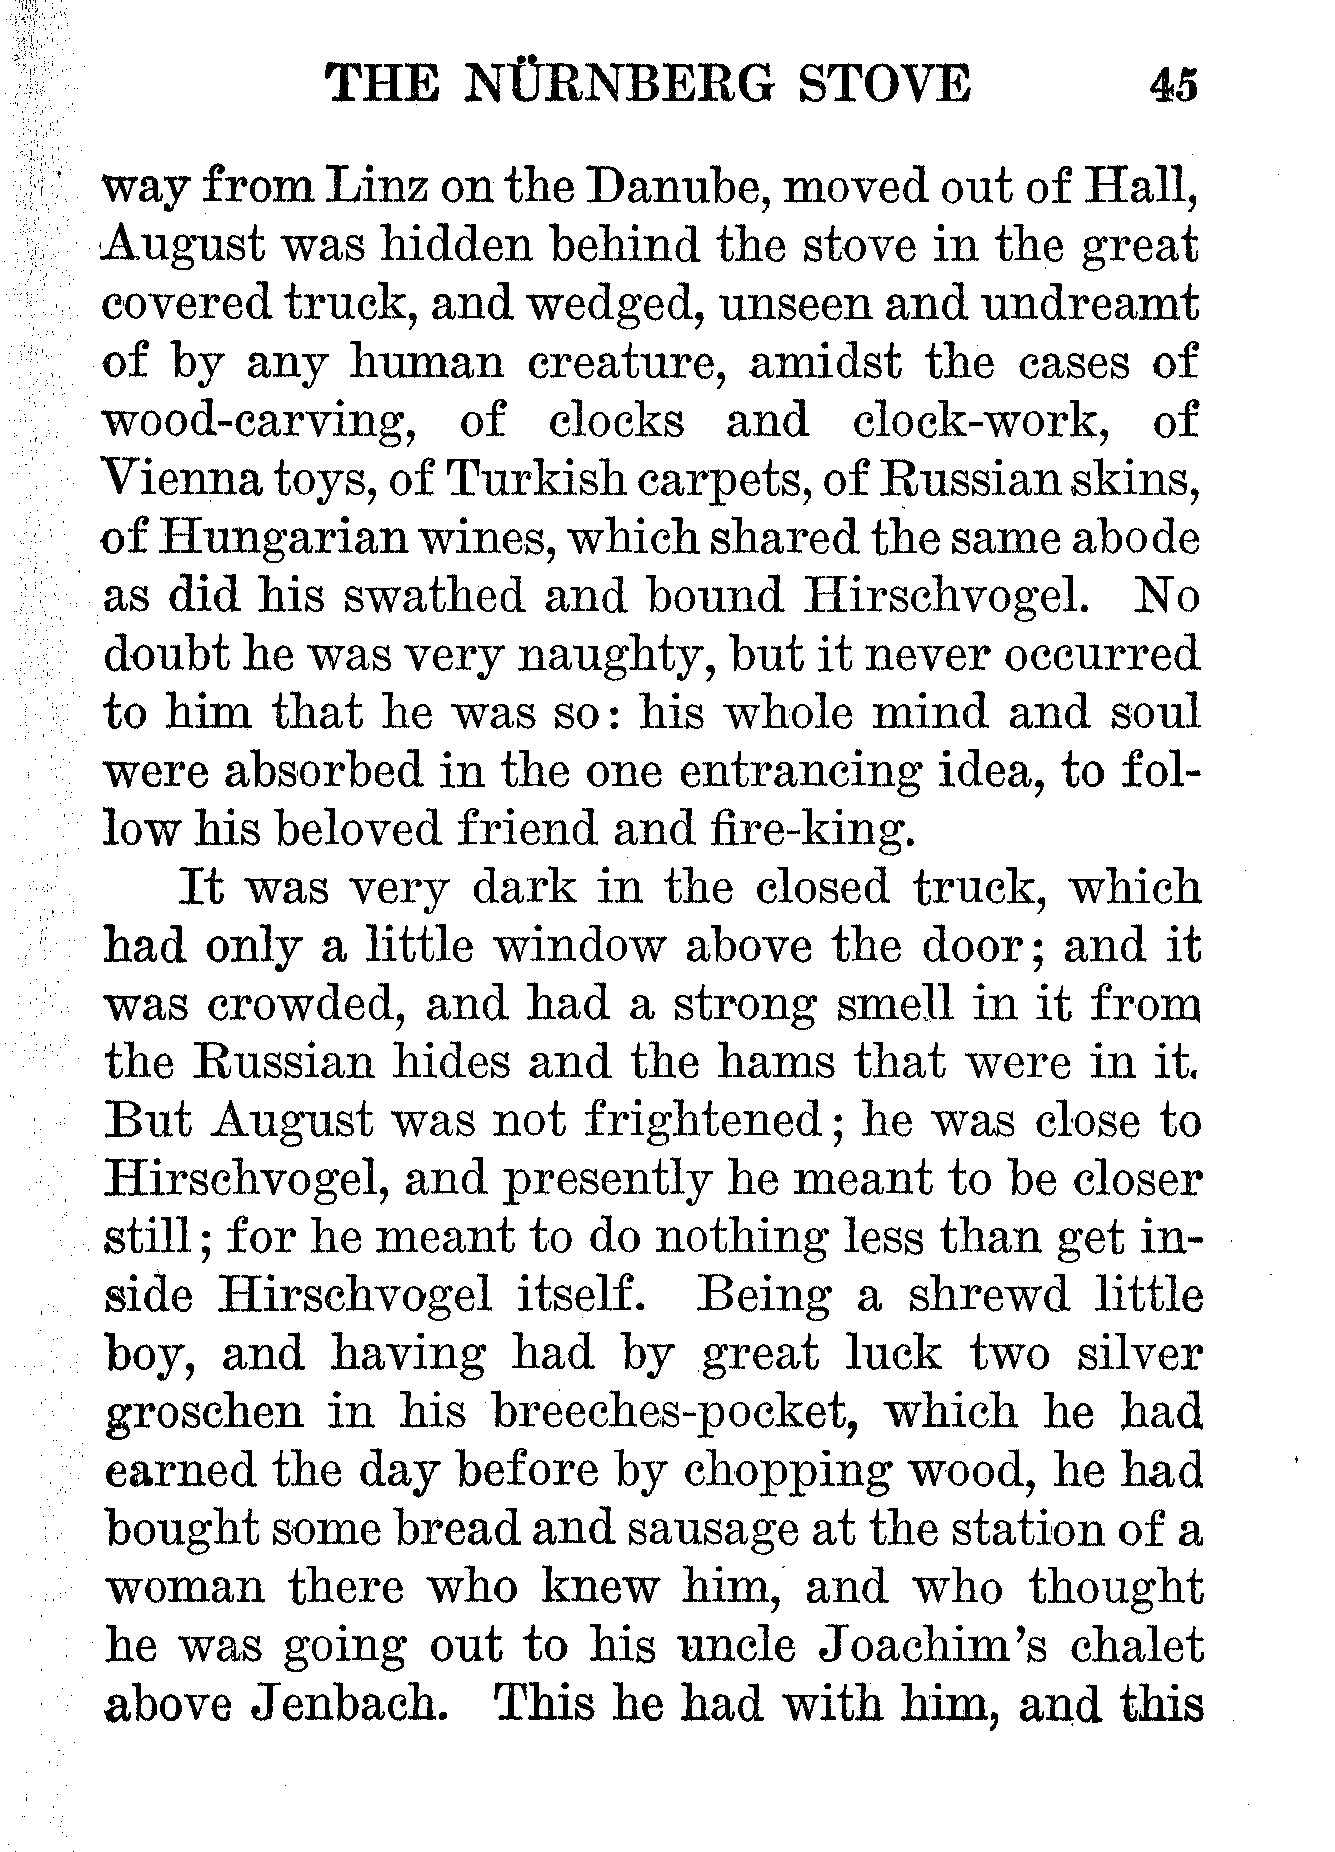 THE NÜRNBERG STOVE 45
way from Linz on the Danube, moved out of Hall,
August was hidden behind the stove in the great
covered truck, and wedged, unseen and undreamt
of by any human creature, amidst the cases of
wood-carving, of clocks and clock-work, of
Vienna toys, of Turkish carpets, of Russian skins,
of Hungarian wines, which shared the same abode
as did his swathed and bound Hirschvogel. No
doubt he was very naughty, but it never occurred
to him that he was so: his whole mind and soul
were absorbed in the one entrancing idea, to fol-
low his beloved friend and fire-king.
It was very dark in the closed truck, which
had only a little window above the door; and it
was crowded, and had a strong smell in it from
the Russian hides and the hams that were in it.
But August was not frightened; he was close to
Hirschvogel, and presently he meant to be closer
still; for he meant to do nothing less than get in-
side Hirschvogel itself. Being a shrewd little
boy, and having had by great luck two silver
groschen in his breeches-pocket, which he had
earned the day before by chopping wood, he had
bought some bread and sausage at the station of a
woman there who knew him, and who thought
he was going out to his uncle Joachim's chalet
above Jenbach. This he had with him, and this